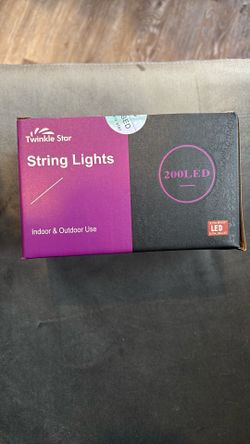 Twinkle Star
String Lights
200LED
LED
Indoor & Outdoor Use